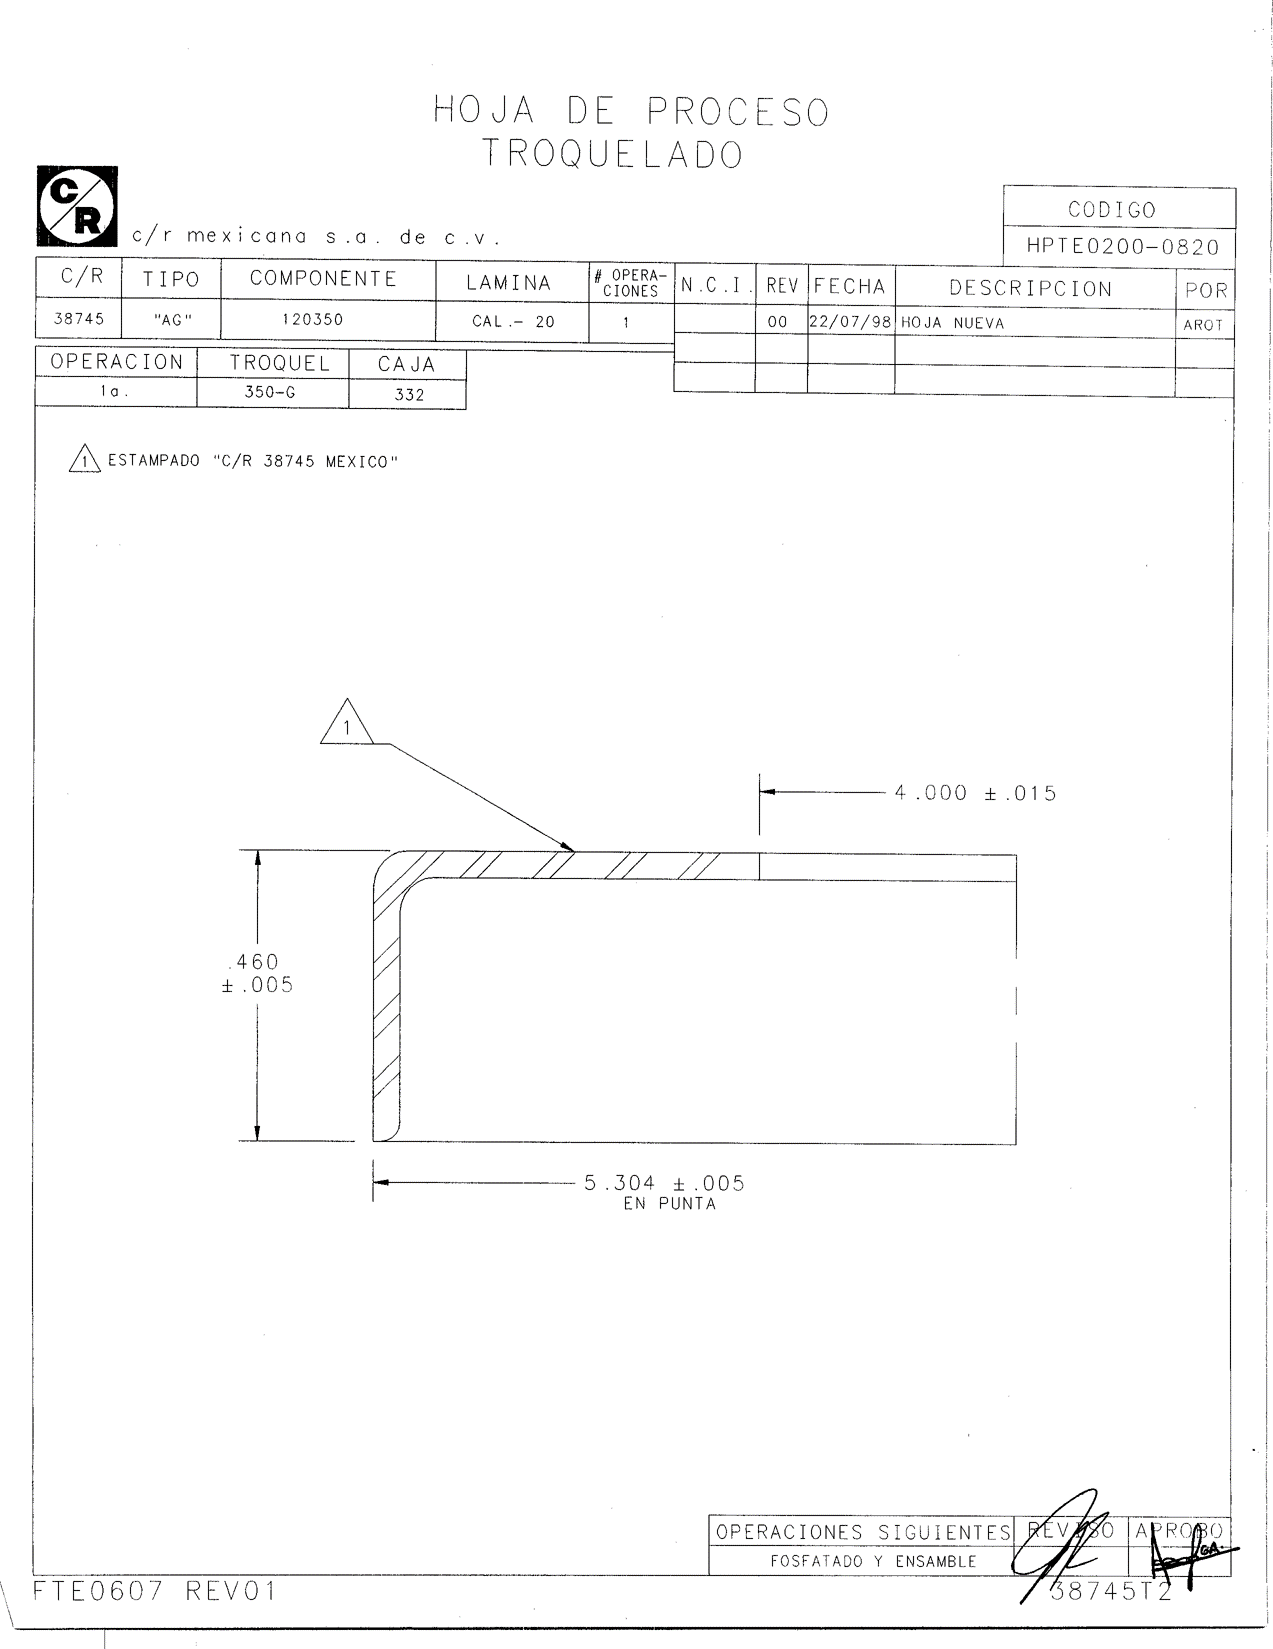 HOJA DE PROCESO
TROQUELADO
C/R
c/r mexicana s.a. de c.v.
CODIGO
HPTE0200-0820
C/R TIPO COMPONENTE LAMINA # OPERA-CIONES N.C.I. REV FECHA DESCRIPCION POR
38745 "AG" 120350 CAL.- 20 1 00 22/07/98 HOJA NUEVA AROT
OPERACION TROQUEL CAJA
1a. 350-G 332
1 ESTAMPADO "C/R 38745 MEXICO"
1
4.000 ±.015
.460
±.005
5.304 ±.005
EN PUNTA
OPERACIONES SIGUIENTES REVISO APROBO
FOSFATADO Y ENSAMBLE
FTE0607 REV01
38745T2